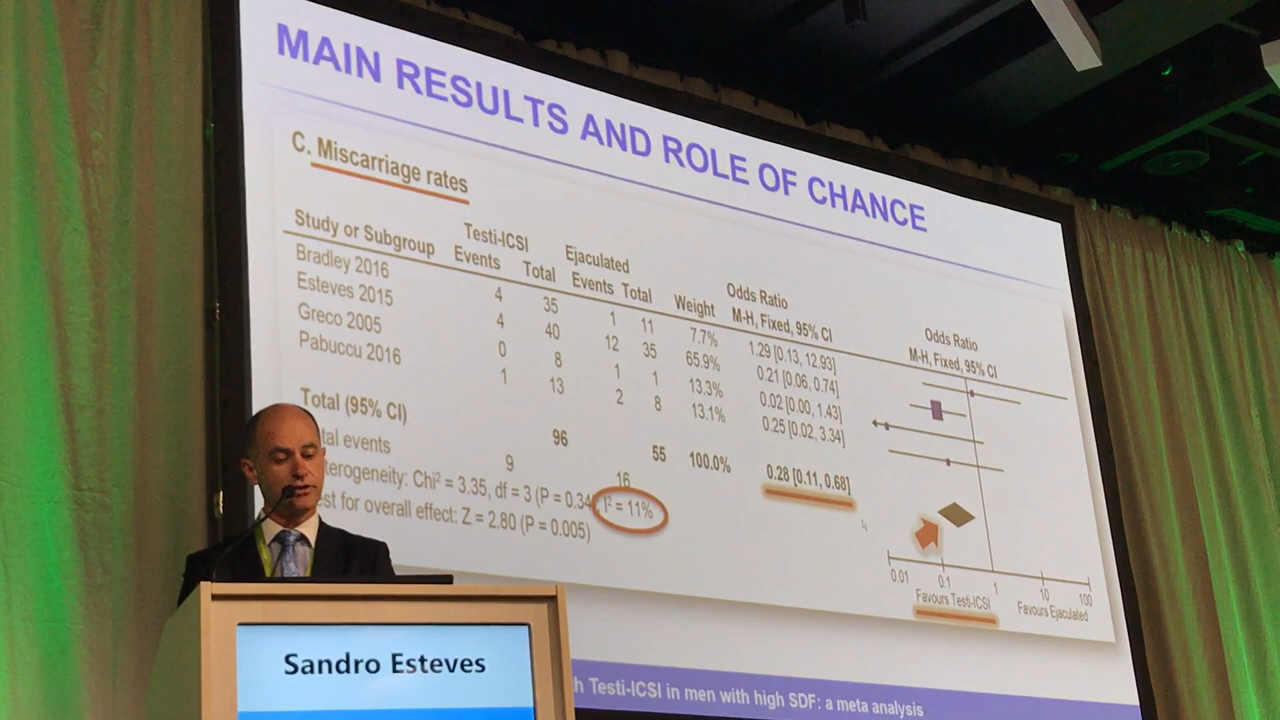 MAIN RESULTS AND ROLE OF CHANCE
C. Miscarriage rates
Testi-ICSI Ejaculated Odds Ratio Odds Ratio
Study or Subgroup Events Total Events Total Weight M-H, Fixed, 95% CI M-H, Fixed, 95% CI
Bradley 2016 4 35 1 11 7.7% 1.29 [0.13, 12.93]
Esteves 2015 4 40 12 35 65.9% 0.21 [0.06, 0.74]
Greco 2005 0 8 1 1 13.3% 0.02 [0.00, 1.43]
Pabuccu 2016 1 13 2 8 13.1% 0.25 [0.02, 3.34]
Total (95% CI) 96 55 100.0% 0.28 [0.11, 0.68]
events 9 16
Chi² = 3.35, df = 3 (P = 0.34 I² = 11%
for overall effect: Z = 2.80 (P = 0.005)
0.01 0.1 1 10 100
Favours Testi-ICSI Favours Ejaculated
Sandro Esteves
Testi-ICSI in men with high SDF: a meta analysis